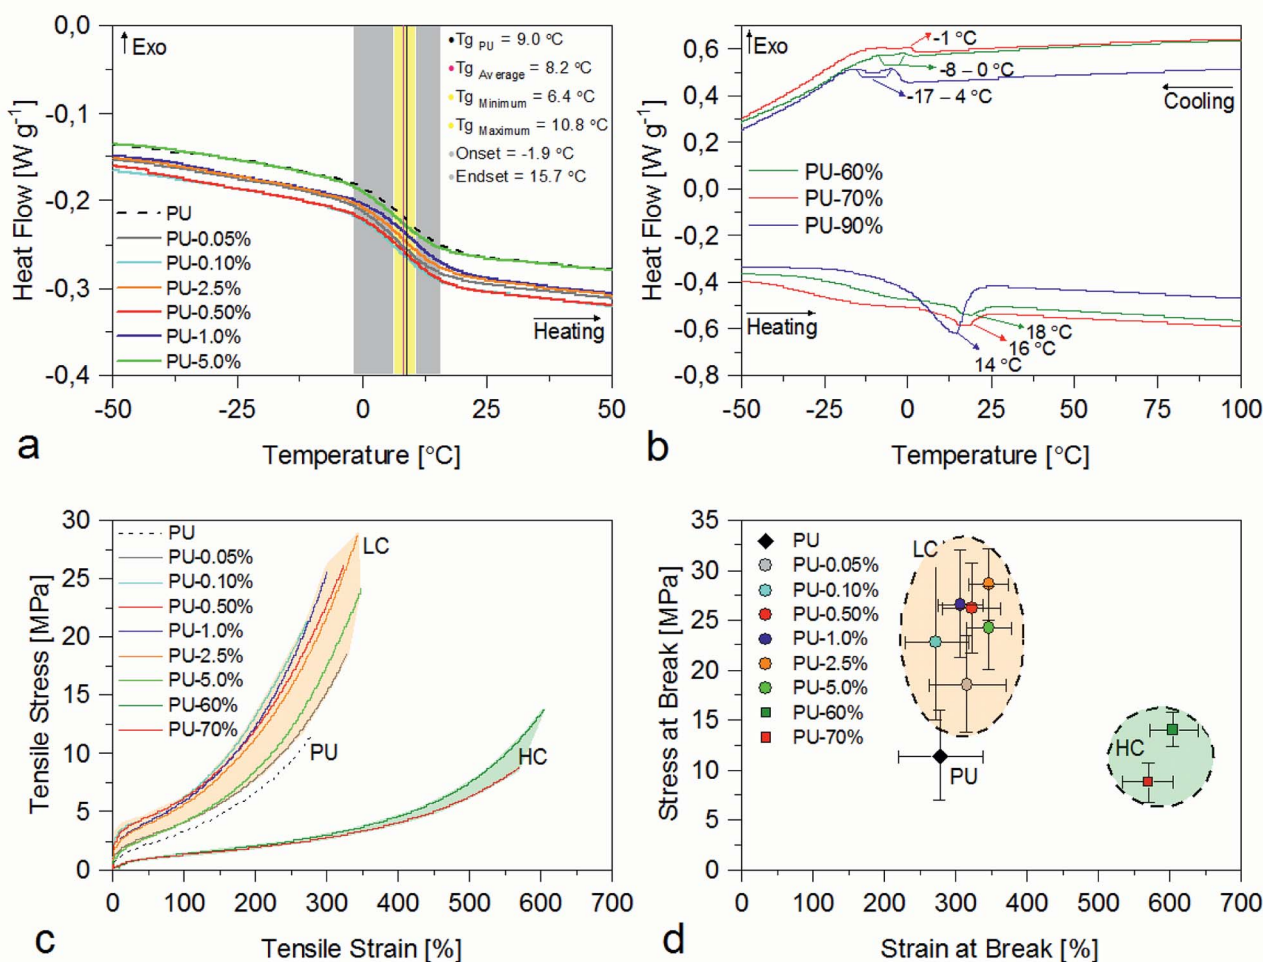 0,0
-0,1
-0,2
-0,3
-0,4
Heat Flow [W g-1]
↑ Exo
Tg PU = 9.0 °C
Tg Average = 8.2 °C
Tg Minimum = 6.4 °C
Tg Maximum = 10.8 °C
Onset = -1.9 °C
Endset = 15.7 °C
PU
PU-0.05%
PU-0.10%
PU-2.5%
PU-0.50%
PU-1.0%
PU-5.0%
Heating
-50 -25 0 25 50
Temperature [°C]
a
0,6
0,4
0,2
0,0
-0,2
-0,4
-0,6
-0,8
Heat Flow [W g-1]
↑ Exo
-1 °C
-8 – 0 °C
-17 – 4 °C
Cooling
PU-60%
PU-70%
PU-90%
Heating
18 °C
16 °C
14 °C
-50 -25 0 25 50 75 100
Temperature [°C]
b
30
25
20
15
10
5
0
Tensile Stress [MPa]
PU
PU-0.05%
PU-0.10%
PU-0.50%
PU-1.0%
PU-2.5%
PU-5.0%
PU-60%
PU-70%
LC
PU
HC
0 100 200 300 400 500 600 700
Tensile Strain [%]
c
35
30
25
20
15
10
5
0
Stress at Break [MPa]
PU
PU-0.05%
PU-0.10%
PU-0.50%
PU-1.0%
PU-2.5%
PU-5.0%
PU-60%
PU-70%
LC
PU
HC
0 100 200 300 400 500 600 700
Strain at Break [%]
d